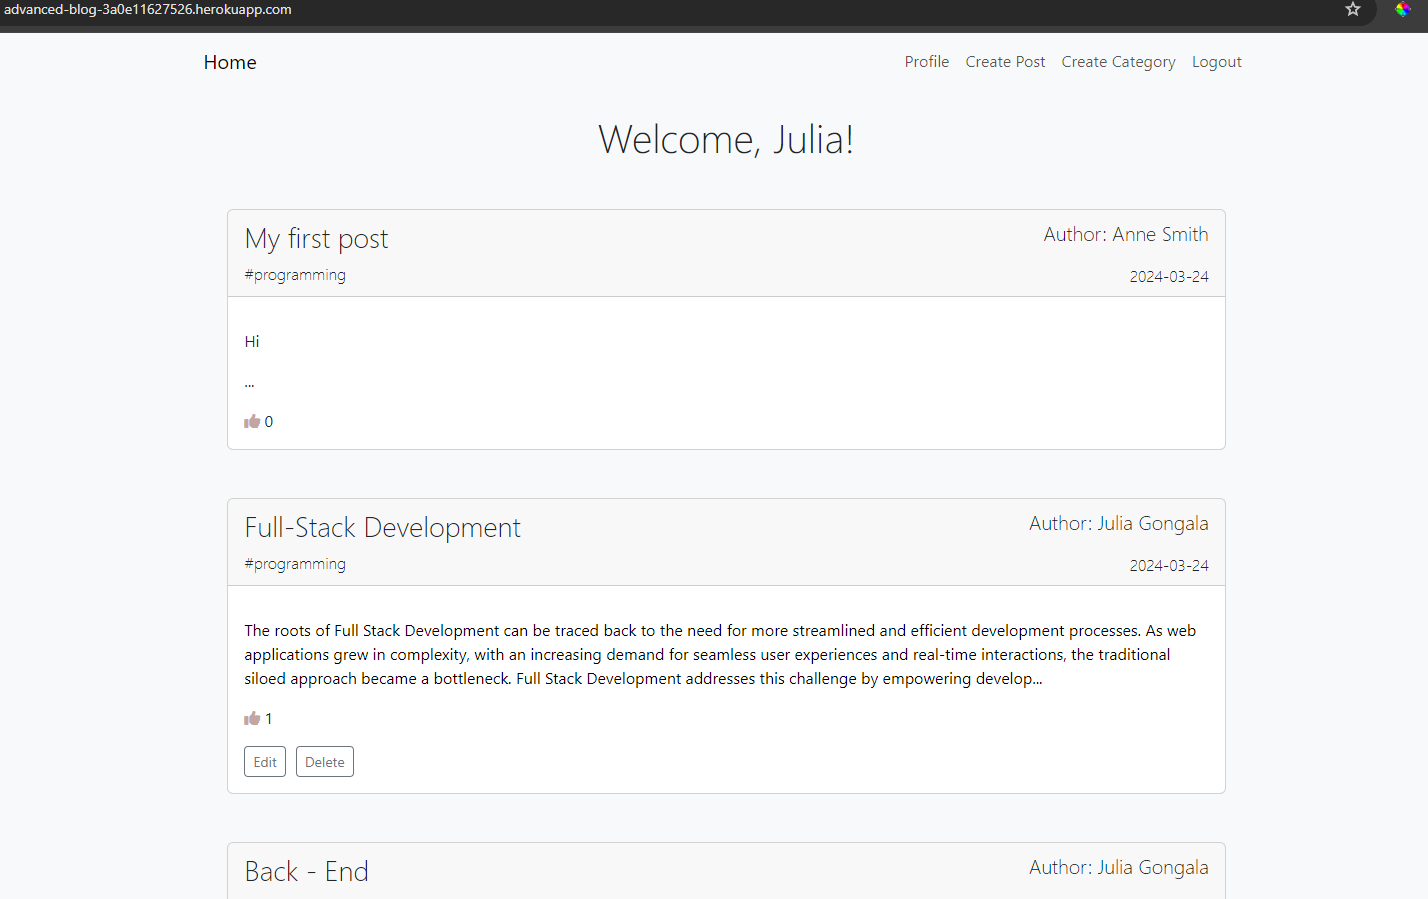 advanced-blog-3a0e11627526.herokuapp.com
Home Profile Create Post Create Category Logout
Welcome, Julia!
My first post Author: Anne Smith
#programming 2024-03-24
Hi
...
0
Full-Stack Development Author: Julia Gongala
#programming 2024-03-24
The roots of Full Stack Development can be traced back to the need for more streamlined and efficient development processes. As web
applications grew in complexity, with an increasing demand for seamless user experiences and real-time interactions, the traditional
siloed approach became a bottleneck. Full Stack Development addresses this challenge by empowering develop...
1
Edit Delete
Back - End Author: Julia Gongala